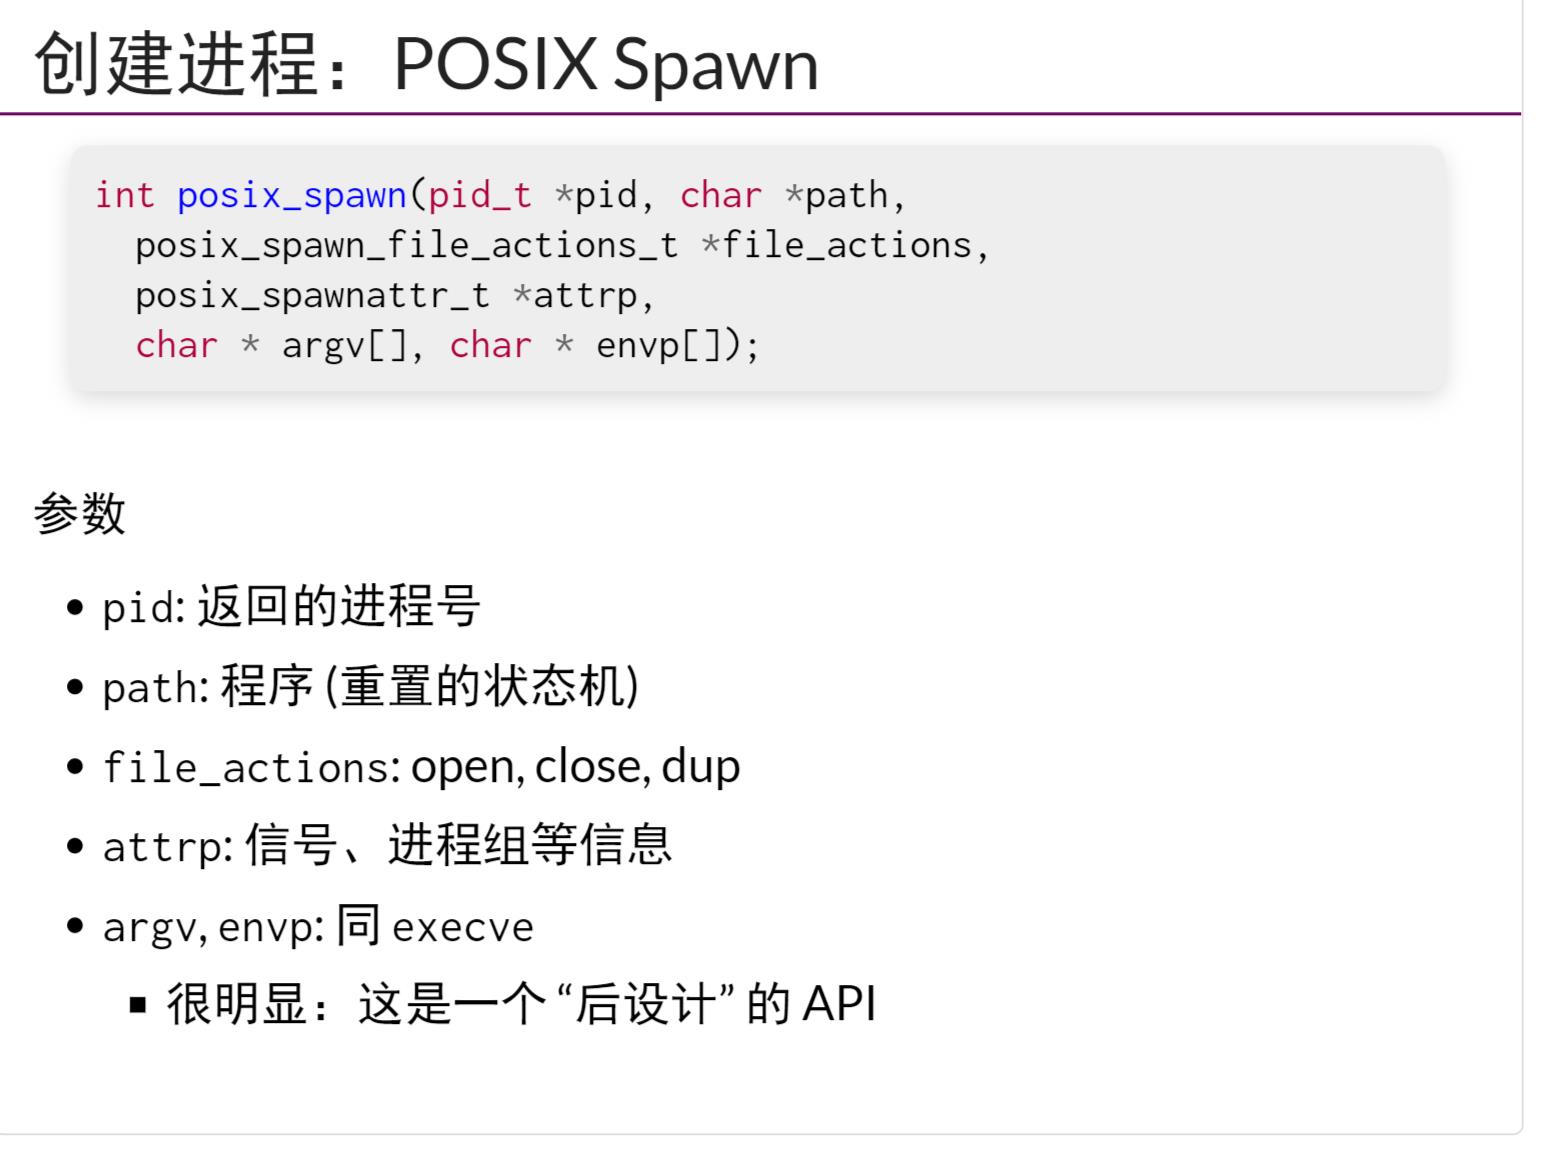 创建进程：POSIX Spawn
int posix_spawn(pid_t *pid, char *path,
posix_spawn_file_actions_t *file_actions,
posix_spawnattr_t *attrp,
char * argv[], char * envp[]);
参数
• pid: 返回的进程号
• path: 程序 (重置的状态机)
• file_actions: open, close, dup
• attrp: 信号、进程组等信息
• argv, envp: 同 execve
▪ 很明显：这是一个 “后设计” 的 API